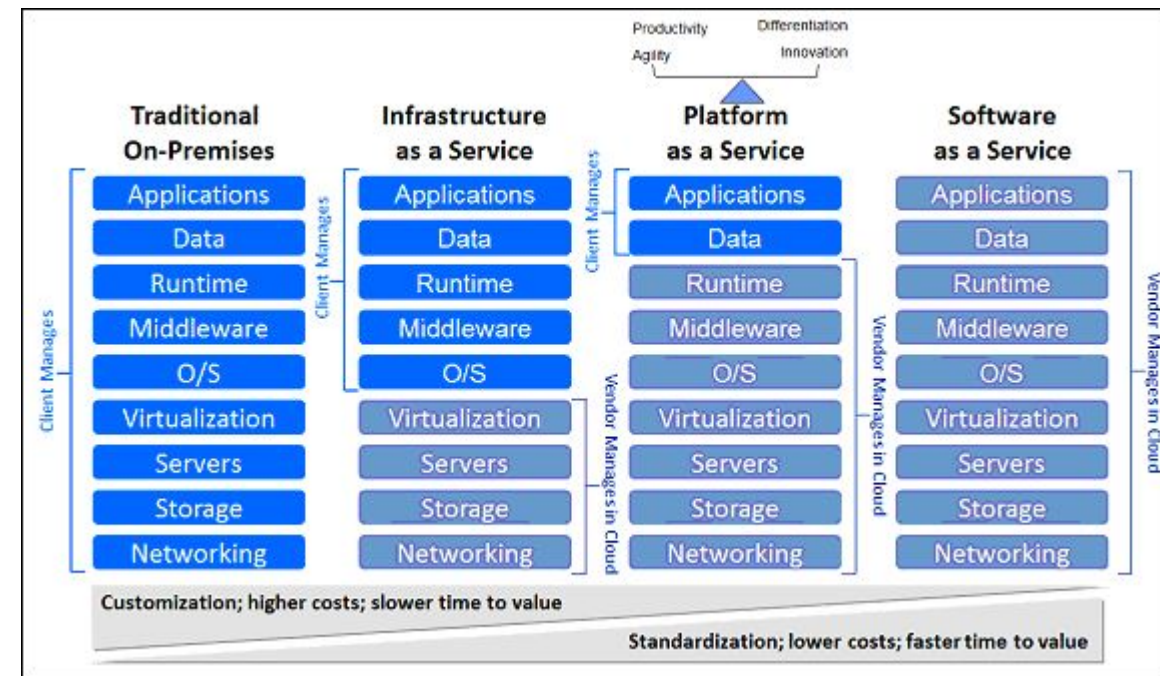 Productivity
Differentiation
Agility
Innovation
Traditional
On-Premises
Infrastructure
as a Service
Platform
as a Service
Software
as a Service
Client Manages
Applications
Data
Runtime
Middleware
O/S
Virtualization
Servers
Storage
Networking
Client Manages
Applications
Data
Runtime
Middleware
O/S
Virtualization
Servers
Storage
Networking
Vendor Manages in Cloud
Client Manages
Applications
Data
Runtime
Middleware
O/S
Virtualization
Servers
Storage
Networking
Vendor Manages in Cloud
Applications
Data
Runtime
Middleware
O/S
Virtualization
Servers
Storage
Networking
Vendor Manages in Cloud
Customization; higher costs; slower time to value
Standardization; lower costs; faster time to value